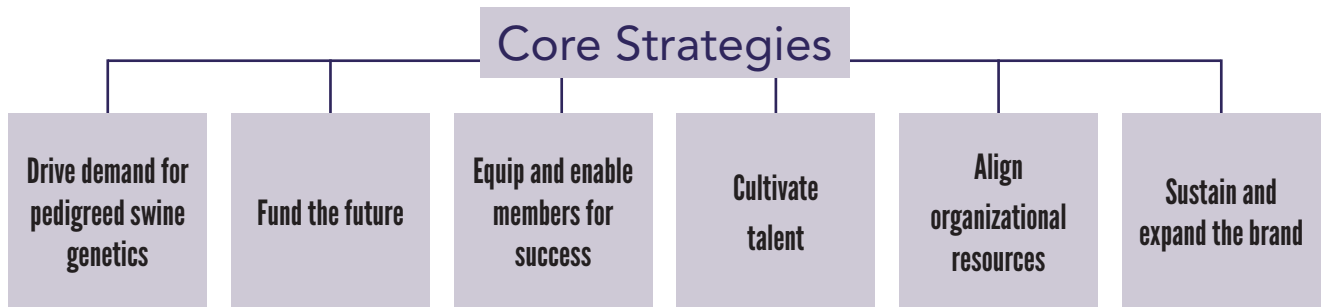 Core Strategies
Drive demand for
pedigreed swine
genetics
Fund the future
Equip and enable
members for
success
Cultivate
talent
Align
organizational
resources
Sustain and
expand the brand